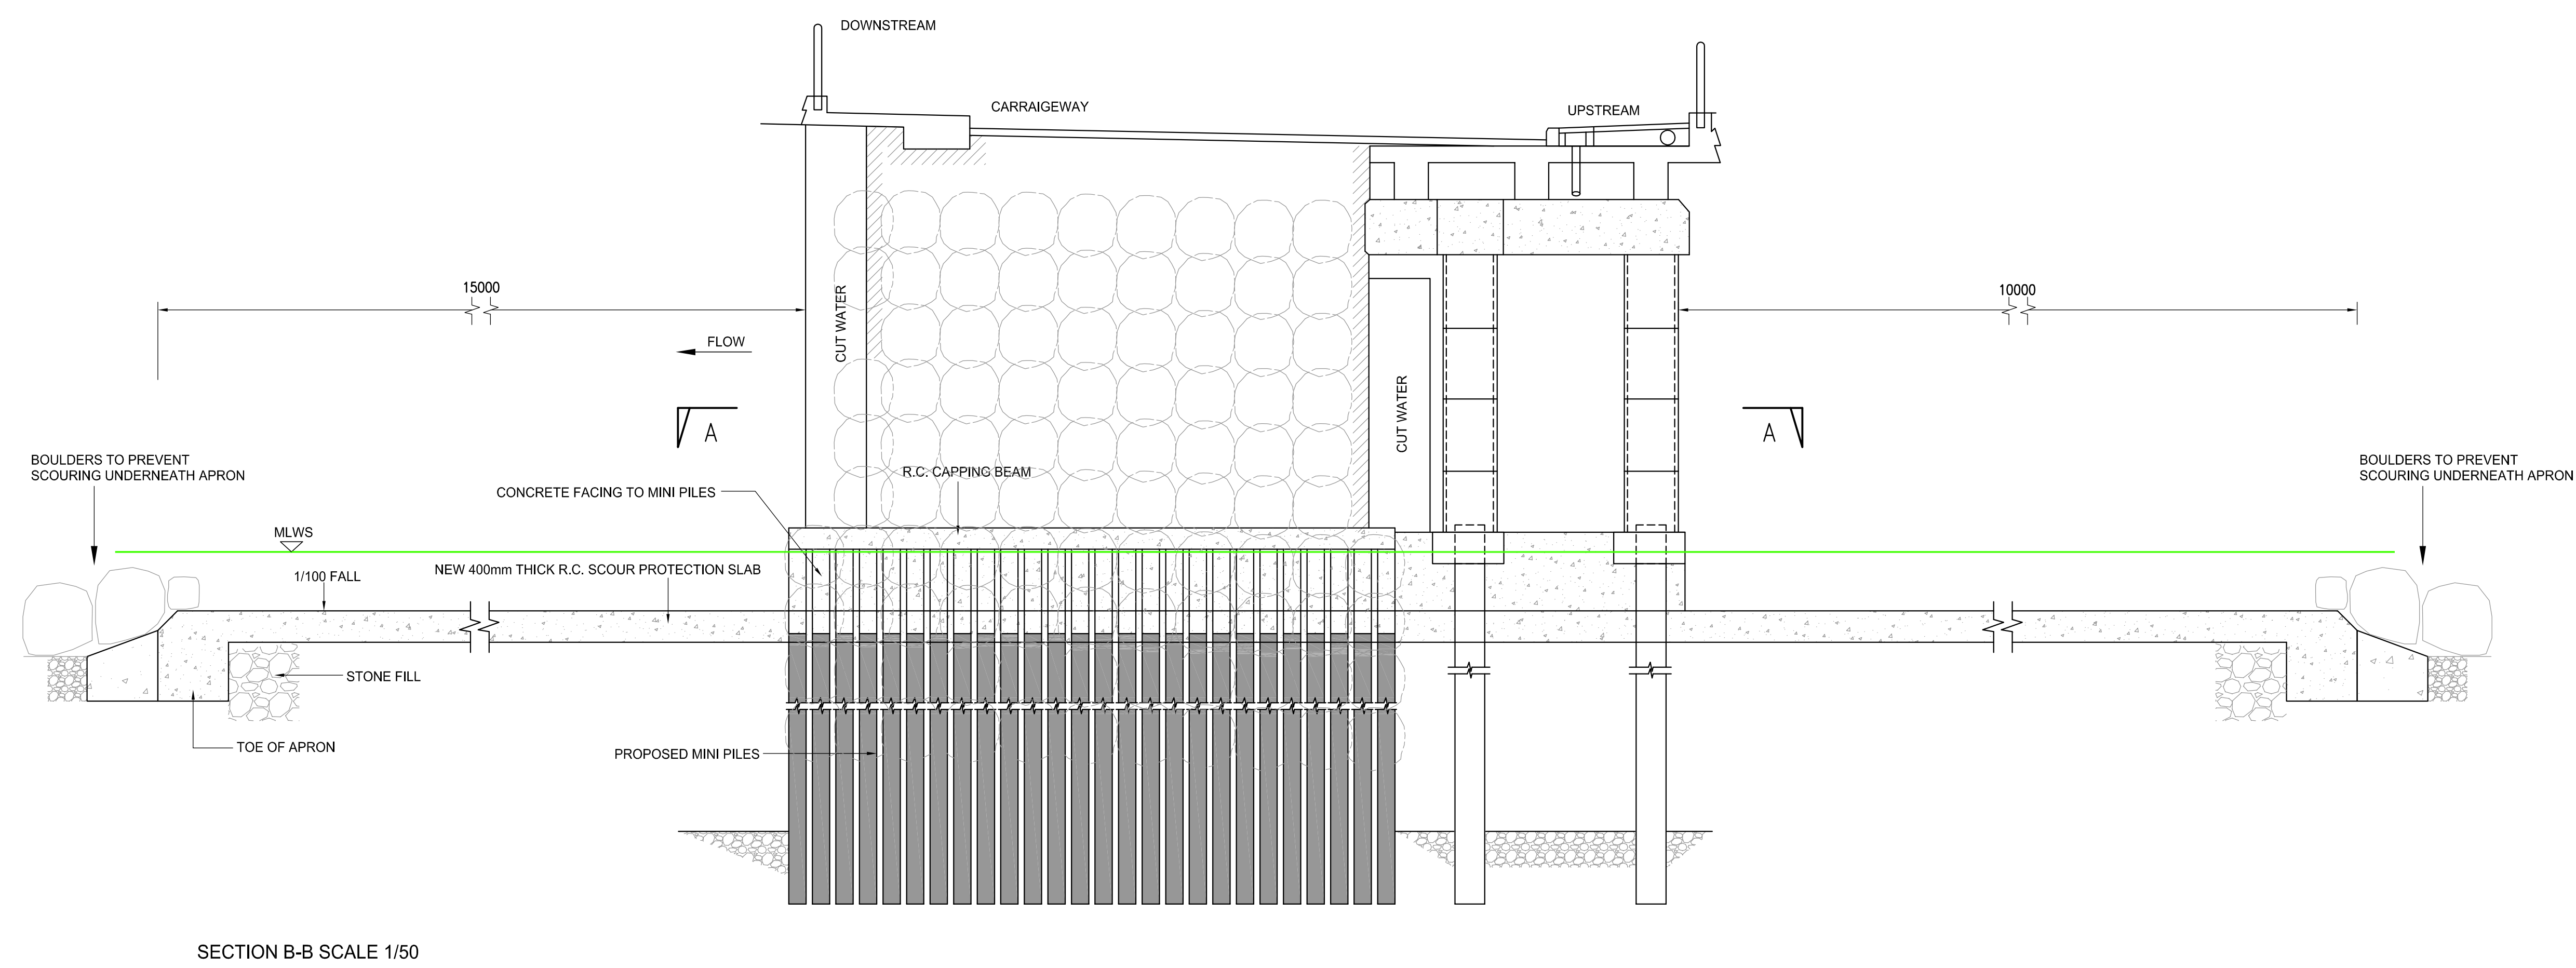 DOWNSTREAM
CARRAIGEWAY
UPSTREAM
15000
10000
CUT WATER
FLOW
A
A
CUT WATER
BOULDERS TO PREVENT
SCOURING UNDERNEATH APRON
BOULDERS TO PREVENT
SCOURING UNDERNEATH APRON
R.C. CAPPING BEAM
CONCRETE FACING TO MINI PILES
MLWS
1/100 FALL
NEW 400mm THICK R.C. SCOUR PROTECTION SLAB
STONE FILL
TOE OF APRON
PROPOSED MINI PILES
SECTION B-B SCALE 1/50